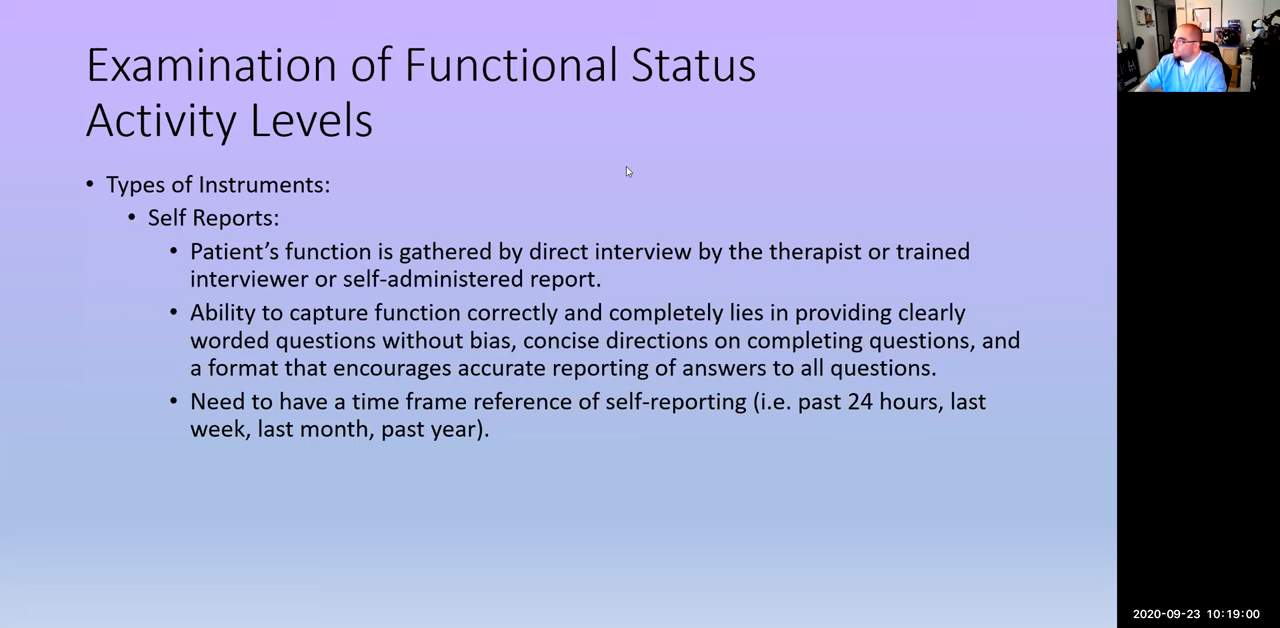 Examination of Functional Status
Activity Levels
• Types of Instruments:
• Self Reports:
• Patient’s function is gathered by direct interview by the therapist or trained
interviewer or self-administered report.
• Ability to capture function correctly and completely lies in providing clearly
worded questions without bias, concise directions on completing questions, and
a format that encourages accurate reporting of answers to all questions.
• Need to have a time frame reference of self-reporting (i.e. past 24 hours, last
week, last month, past year).
2020-09-23 10:19:00